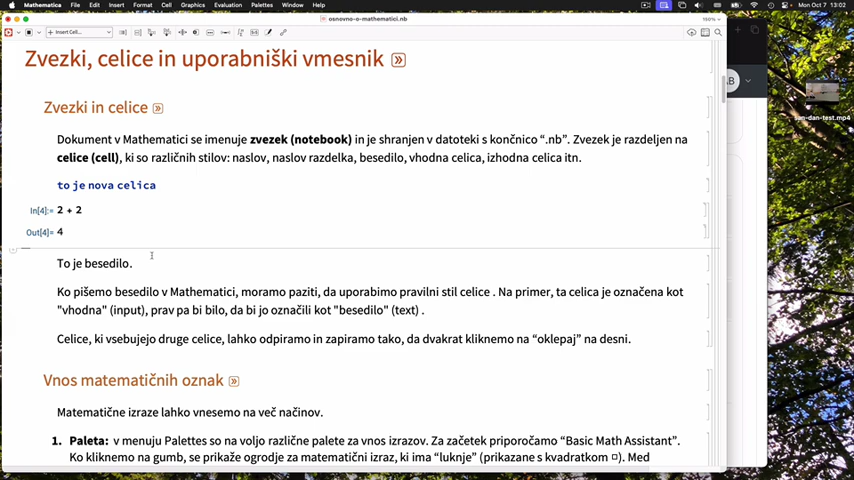 Mathematica File Edit Insert Format Cell Graphics Evaluation Palettes Window Help Mon Oct 7 13:02
osnovno-o-mathematici.nb
100%
Insert Cell...
Zvezki, celice in uporabniški vmesnik
Zvezki in celice
Dokument v Mathematici se imenuje zvezek (notebook) in je shranjen v datoteki s končnico “.nb”. Zvezek je razdeljen na
celice (cell), ki so različnih stilov: naslov, naslov razdelka, besedilo, vhodna celica, izhodna celica itn.
to je nova celica
In[4]:= 2 + 2
Out[4]= 4
To je besedilo.
Ko pišemo besedilo v Mathematici, moramo paziti, da uporabimo pravilni stil celice . Na primer, ta celica je označena kot
"vhodna" (input), prav pa bi bilo, da bi jo označili kot "besedilo" (text) .
Celice, ki vsebujejo druge celice, lahko odpiramo in zapiramo tako, da dvakrat kliknemo na “oklepaj” na desni.
Vnos matematičnih oznak
Matematične izraze lahko vnesemo na več načinov.
1. Paleta: v menuju Palettes so na voljo različne palete za vnos izrazov. Za začetek priporočamo “Basic Math Assistant”.
Ko kliknemo na gumb, se prikaže ogrodje za matematični izraz, ki ima “luknje” (prikazane s kvadratkom □). Med
B
san-dan-test.mp4